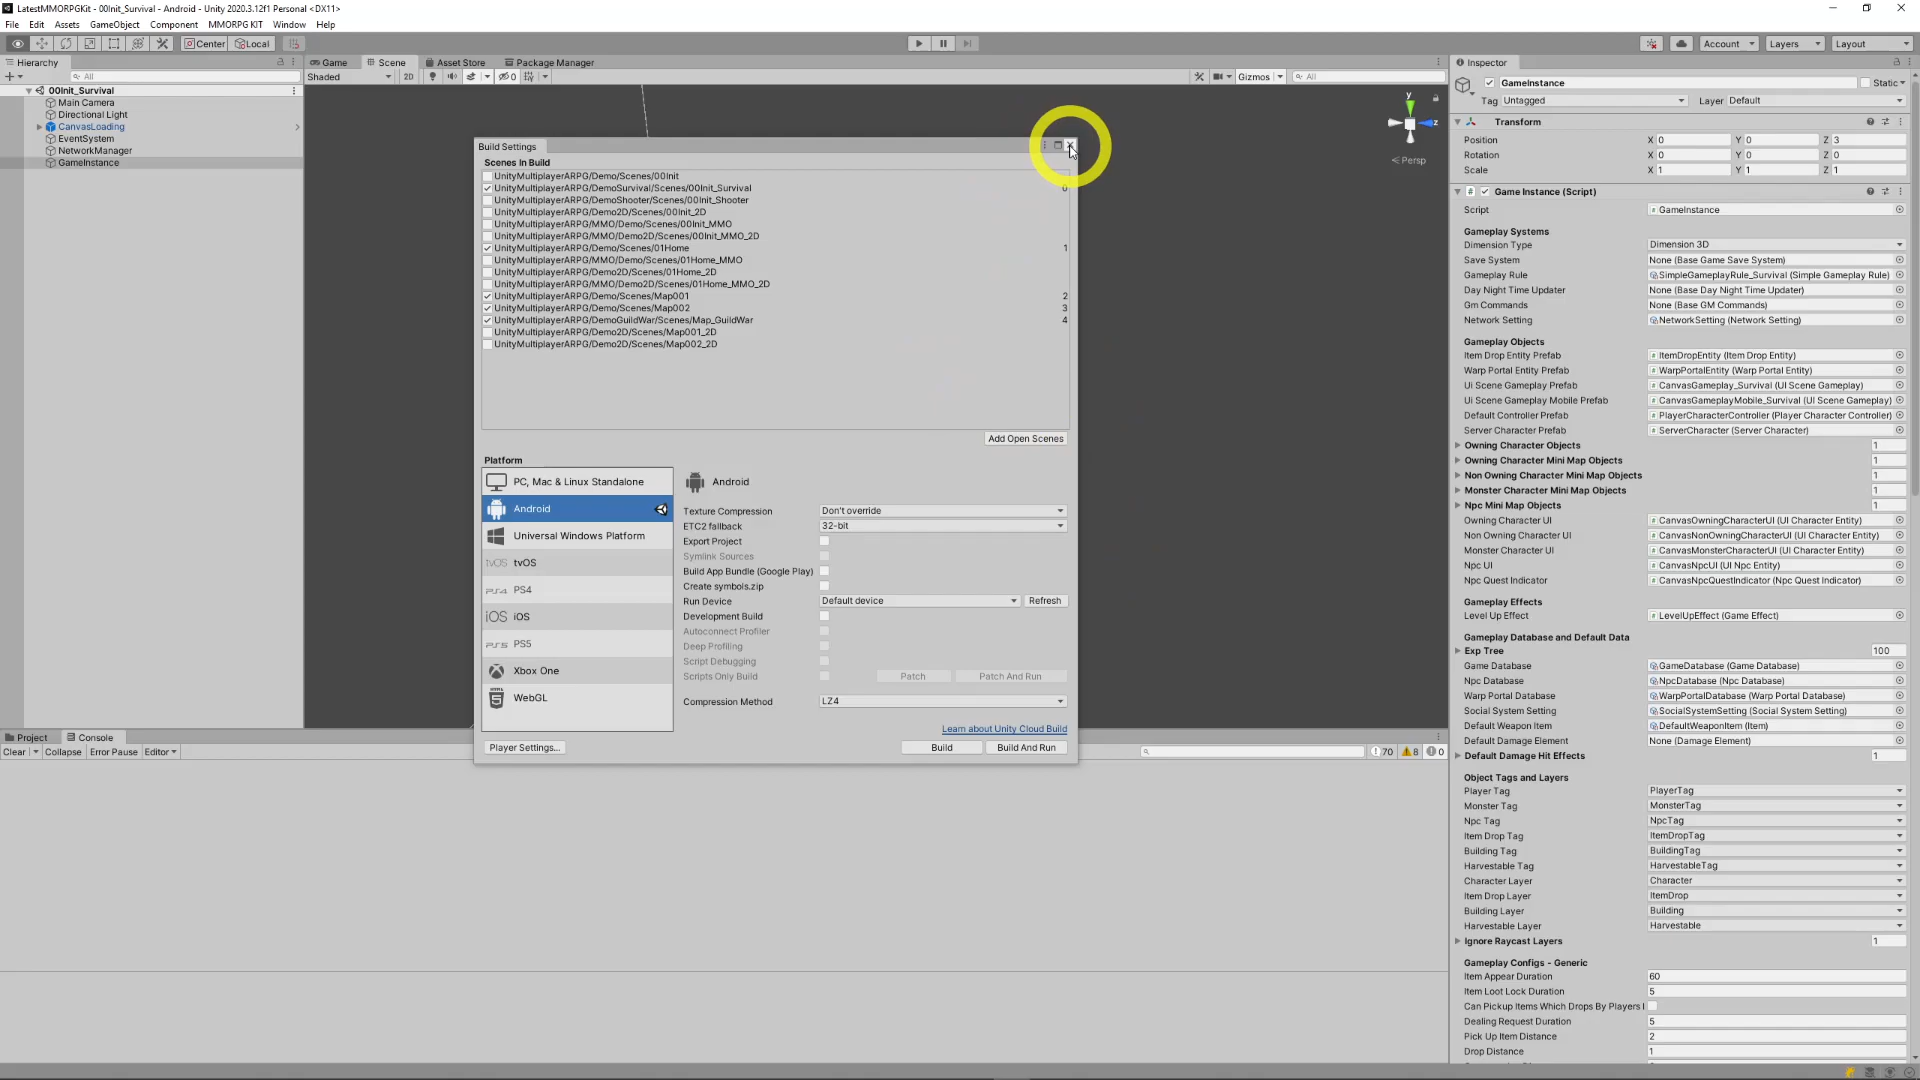 LatestMMORPGKit - 00Init_Survival - Android - Unity 2020.3.12f1 Personal <DX11>
File Edit Assets GameObject Component MMORPG KIT Window Help
Center Local Account Layers Layout
Hierarchy
All
00Init_Survival
Main Camera
Directional Light
CanvasLoading
EventSystem
NetworkManager
GameInstance
Game Scene Asset Store Package Manager
Shaded 2D 0 Gizmos All
y
z
Persp
Build Settings
Scenes In Build
UnityMultiplayerARPG/Demo/Scenes/00Init
UnityMultiplayerARPG/DemoSurvival/Scenes/00Init_Survival 0
UnityMultiplayerARPG/DemoShooter/Scenes/00Init_Shooter
UnityMultiplayerARPG/Demo2D/Scenes/00Init_2D
UnityMultiplayerARPG/MMO/Demo/Scenes/00Init_MMO
UnityMultiplayerARPG/MMO/Demo2D/Scenes/00Init_MMO_2D
UnityMultiplayerARPG/Demo/Scenes/01Home 1
UnityMultiplayerARPG/MMO/Demo/Scenes/01Home_MMO
UnityMultiplayerARPG/Demo2D/Scenes/01Home_2D
UnityMultiplayerARPG/MMO/Demo2D/Scenes/01Home_MMO_2D
UnityMultiplayerARPG/Demo/Scenes/Map001 2
UnityMultiplayerARPG/Demo/Scenes/Map002 3
UnityMultiplayerARPG/DemoGuildWar/Scenes/Map_GuildWar 4
UnityMultiplayerARPG/Demo2D/Scenes/Map001_2D
UnityMultiplayerARPG/Demo2D/Scenes/Map002_2D
Add Open Scenes
Platform
PC, Mac & Linux Standalone
Android
Universal Windows Platform
tvOS tvOS
PS4 PS4
iOS iOS
PS5 PS5
Xbox One
WebGL
Android
Texture Compression Don't override
ETC2 fallback 32-bit
Export Project
Symlink Sources
Build App Bundle (Google Play)
Create symbols.zip
Run Device Default device Refresh
Development Build
Autoconnect Profiler
Deep Profiling
Script Debugging
Scripts Only Build Patch Patch And Run
Compression Method LZ4
Learn about Unity Cloud Build
Player Settings... Build Build And Run
Project Console
Clear Collapse Error Pause Editor 70 8 0
Inspector
GameInstance Static
Tag Untagged Layer Default
Transform
Position X 0 Y 0 Z 3
Rotation X 0 Y 0 Z 0
Scale X 1 Y 1 Z 1
Game Instance (Script)
Script GameInstance
Gameplay Systems
Dimension Type Dimension 3D
Save System None (Base Game Save System)
Gameplay Rule SimpleGameplayRule_Survival (Simple Gameplay Rule)
Day Night Time Updater None (Base Day Night Time Updater)
Gm Commands None (Base GM Commands)
Network Setting NetworkSetting (Network Setting)
Gameplay Objects
Item Drop Entity Prefab ItemDropEntity (Item Drop Entity)
Warp Portal Entity Prefab WarpPortalEntity (Warp Portal Entity)
Ui Scene Gameplay Prefab CanvasGameplay_Survival (UI Scene Gameplay)
Ui Scene Gameplay Mobile Prefab CanvasGameplayMobile_Survival (UI Scene Gameplay)
Default Controller Prefab PlayerCharacterController (Player Character Controller)
Server Character Prefab ServerCharacter (Server Character)
Owning Character Objects 1
Owning Character Mini Map Objects 1
Non Owning Character Mini Map Objects 1
Monster Character Mini Map Objects 1
Npc Mini Map Objects 1
Owning Character UI CanvasOwningCharacterUI (UI Character Entity)
Non Owning Character UI CanvasNonOwningCharacterUI (UI Character Entity)
Monster Character UI CanvasMonsterCharacterUI (UI Character Entity)
Npc UI CanvasNpcUI (UI Npc Entity)
Npc Quest Indicator CanvasNpcQuestIndicator (Npc Quest Indicator)
Gameplay Effects
Level Up Effect LevelUpEffect (Game Effect)
Gameplay Database and Default Data
Exp Tree 100
Game Database GameDatabase (Game Database)
Npc Database NpcDatabase (Npc Database)
Warp Portal Database WarpPortalDatabase (Warp Portal Database)
Social System Setting SocialSystemSetting (Social System Setting)
Default Weapon Item DefaultWeaponItem (Item)
Default Damage Element None (Damage Element)
Default Damage Hit Effects 1
Object Tags and Layers
Player Tag PlayerTag
Monster Tag MonsterTag
Npc Tag NpcTag
Item Drop Tag ItemDropTag
Building Tag BuildingTag
Harvestable Tag HarvestableTag
Character Layer Character
Item Drop Layer ItemDrop
Building Layer Building
Harvestable Layer Harvestable
Ignore Raycast Layers 1
Gameplay Configs - Generic
Item Appear Duration 60
Item Loot Lock Duration 5
Can Pickup Items Which Drops By Players
Dealing Request Duration 5
Pick Up Item Distance 2
Drop Distance 1